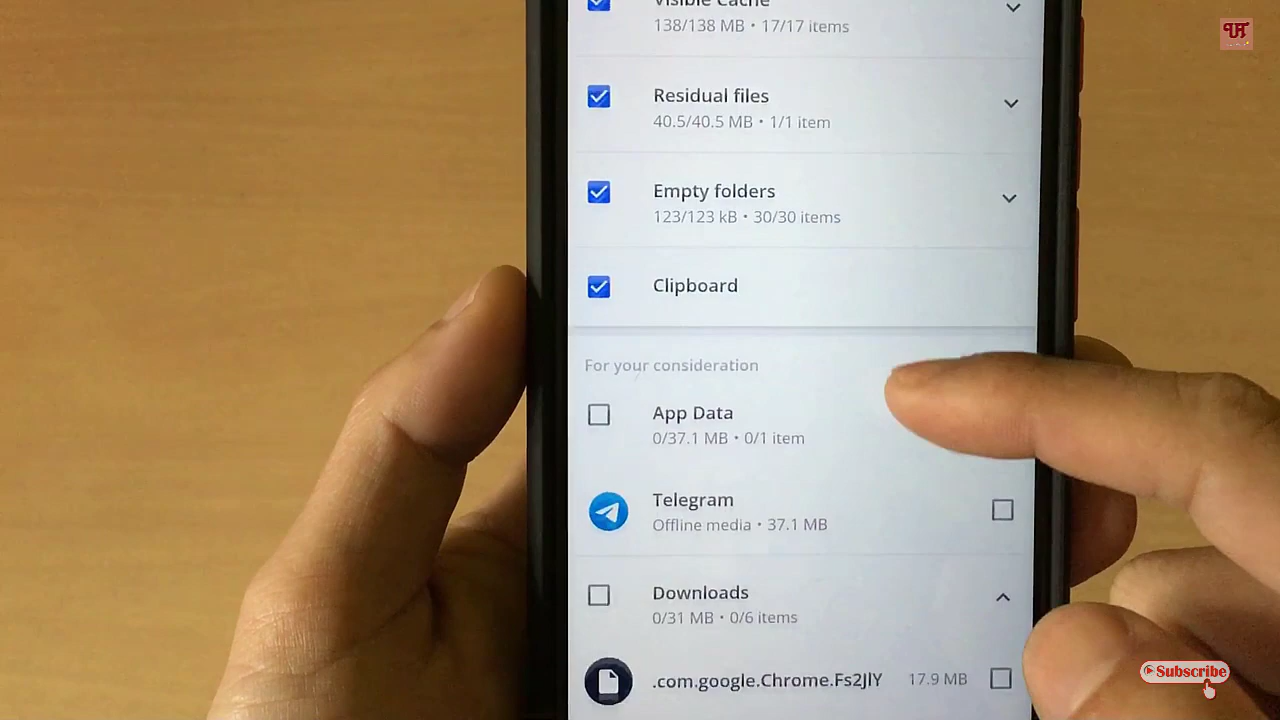 Visible Cache
138/138 MB • 17/17 items
Residual files
40.5/40.5 MB • 1/1 item
Empty folders
123/123 kB • 30/30 items
Clipboard
For your consideration
App Data
0/37.1 MB • 0/1 item
Telegram
Offline media • 37.1 MB
Downloads
0/31 MB • 0/6 items
.com.google.Chrome.Fs2JlY 17.9 MB
Subscribe